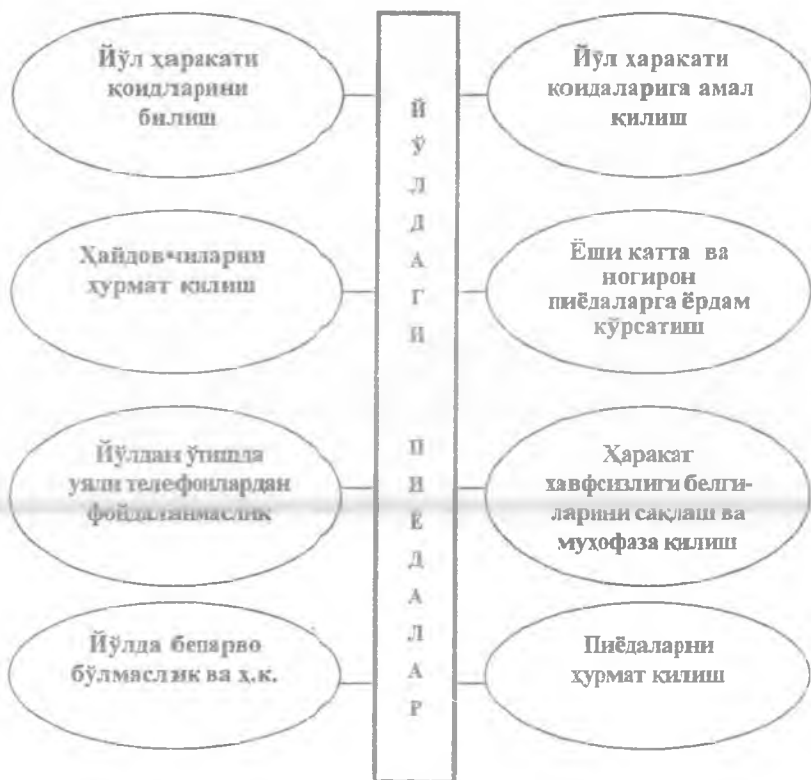 Йўл ҳаракати
қоидларини
билиш
Йўл ҳаракати
қоидаларига амал
қилиш
Ҳайдовчиларни
ҳурмат қилиш
Ёши катта ва
ногирон
пиёдаларга ёрдам
кўрсатиш
Йўлдан ўтишда
уяли телефонлардан
фойдаланмаслик
Ҳаракат
хавфсизлиги белги-
ларини сақлаш ва
муҳофаза қилиш
Йўлда бепарво
бўлмаслик ва ҳ.к.
Пиёдаларни
ҳурмат қилиш
Й
Ў
Л
Д
А
Г
И
П
И
Ё
Д
А
Л
А
Р